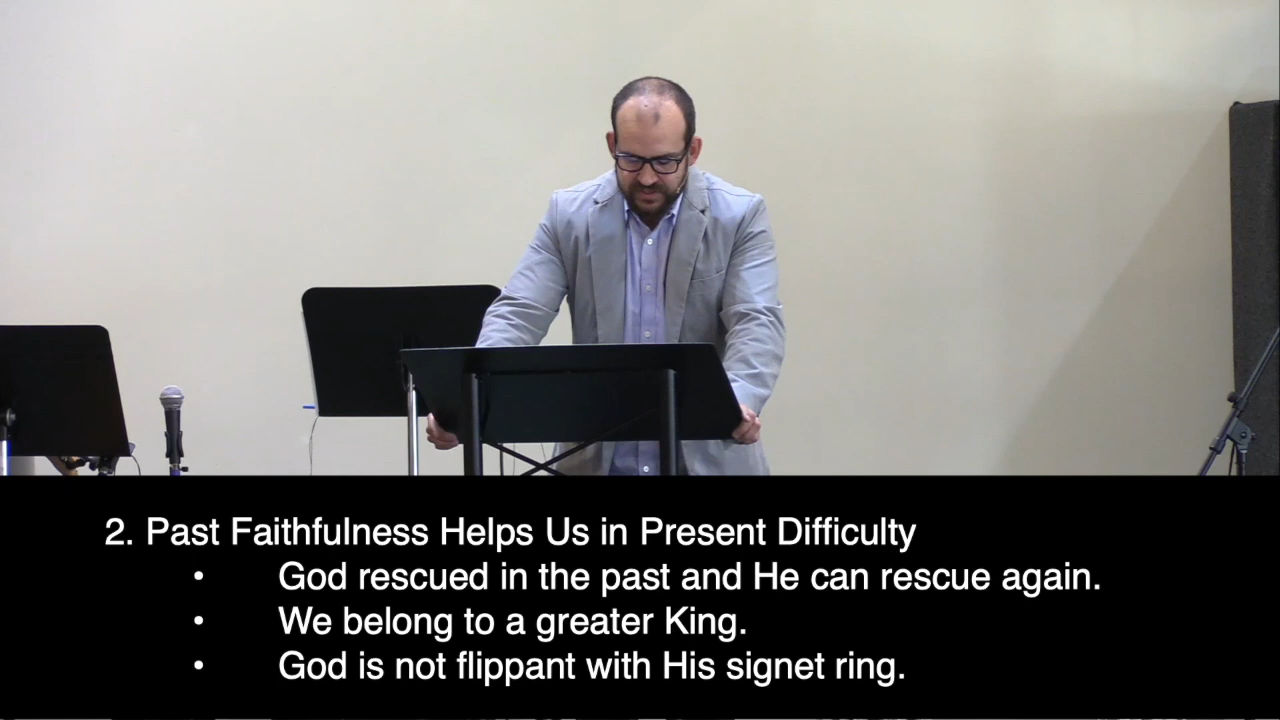 2. Past Faithfulness Helps Us in Present Difficulty
• God rescued in the past and He can rescue again.
• We belong to a greater King.
• God is not flippant with His signet ring.